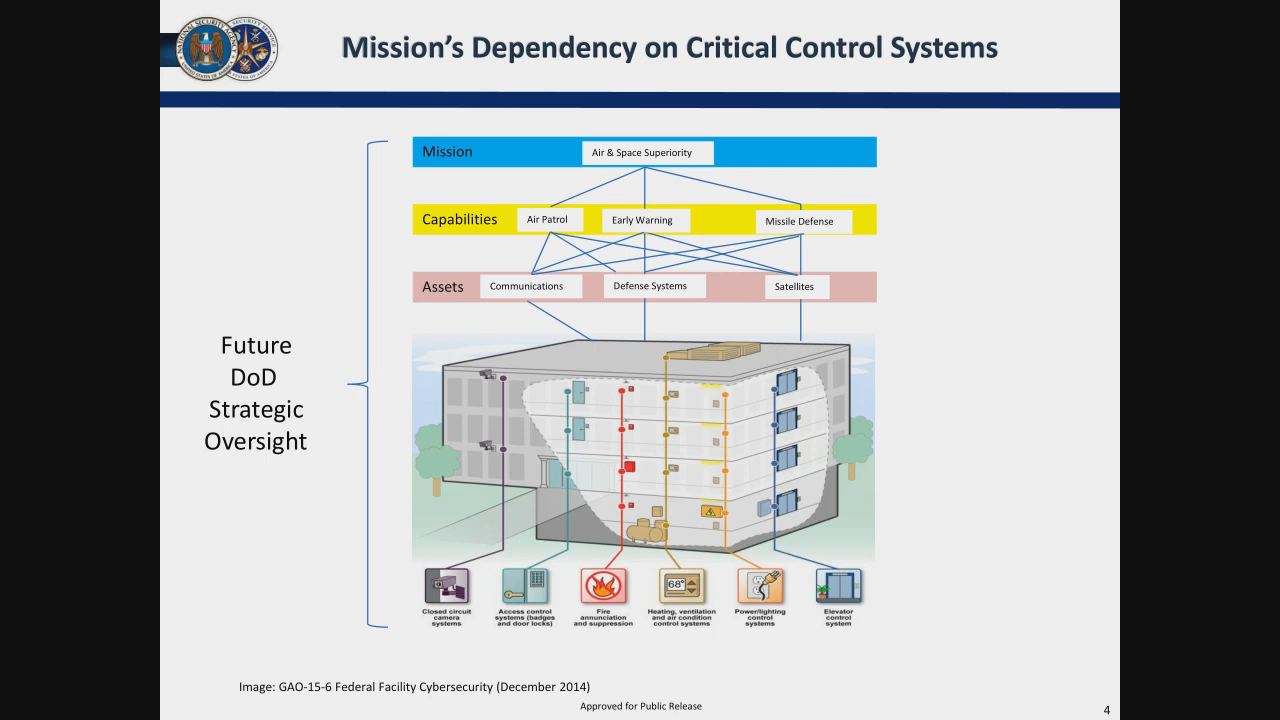 Mission's Dependency on Critical Control Systems
Mission
Air & Space Superiority
Capabilities
Air Patrol
Early Warning
Missile Defense
Assets
Communications
Defense Systems
Satellites
Future
DoD
Strategic
Oversight
68°
Closed circuit
camera
systems
Access control
systems (badges
and door locks)
Fire
annunciation
and suppression
Heating, ventilation
and air condition
control systems
Power/lighting
control
systems
Elevator
control
system
Image: GAO-15-6 Federal Facility Cybersecurity (December 2014)
Approved for Public Release
4